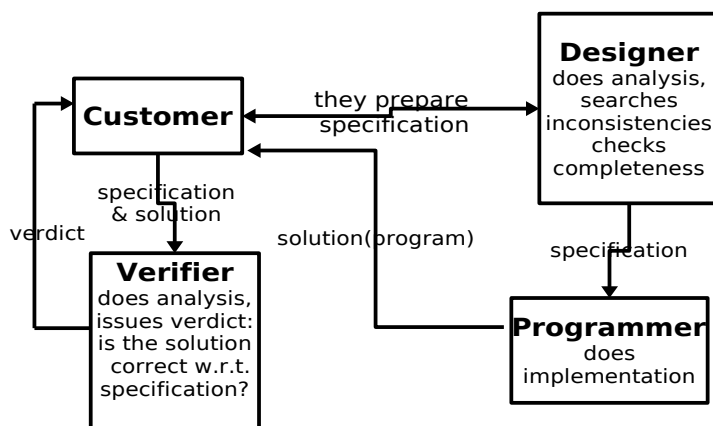 Designer
does analysis,
searches
inconsistencies
checks
completeness
they prepare
specification
Customer
specification
& solution
verdict
solution(program)
specification
Verifier
does analysis,
issues verdict:
is the solution
correct w.r.t.
specification?
Programmer
does
implementation